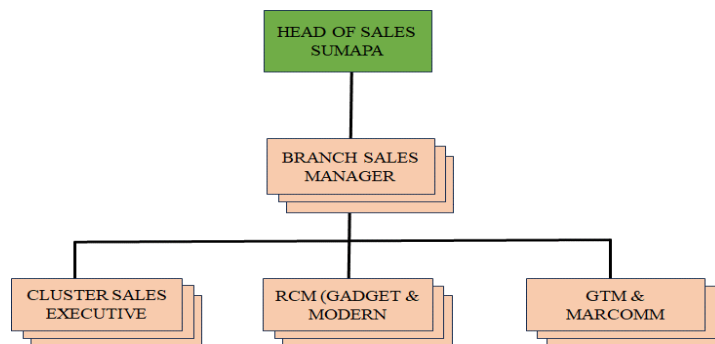 HEAD OF SALES
SUMAPA
BRANCH SALES
MANAGER
CLUSTER SALES
EXECUTIVE
RCM (GADGET &
MODERN
GTM &
MARCOMM